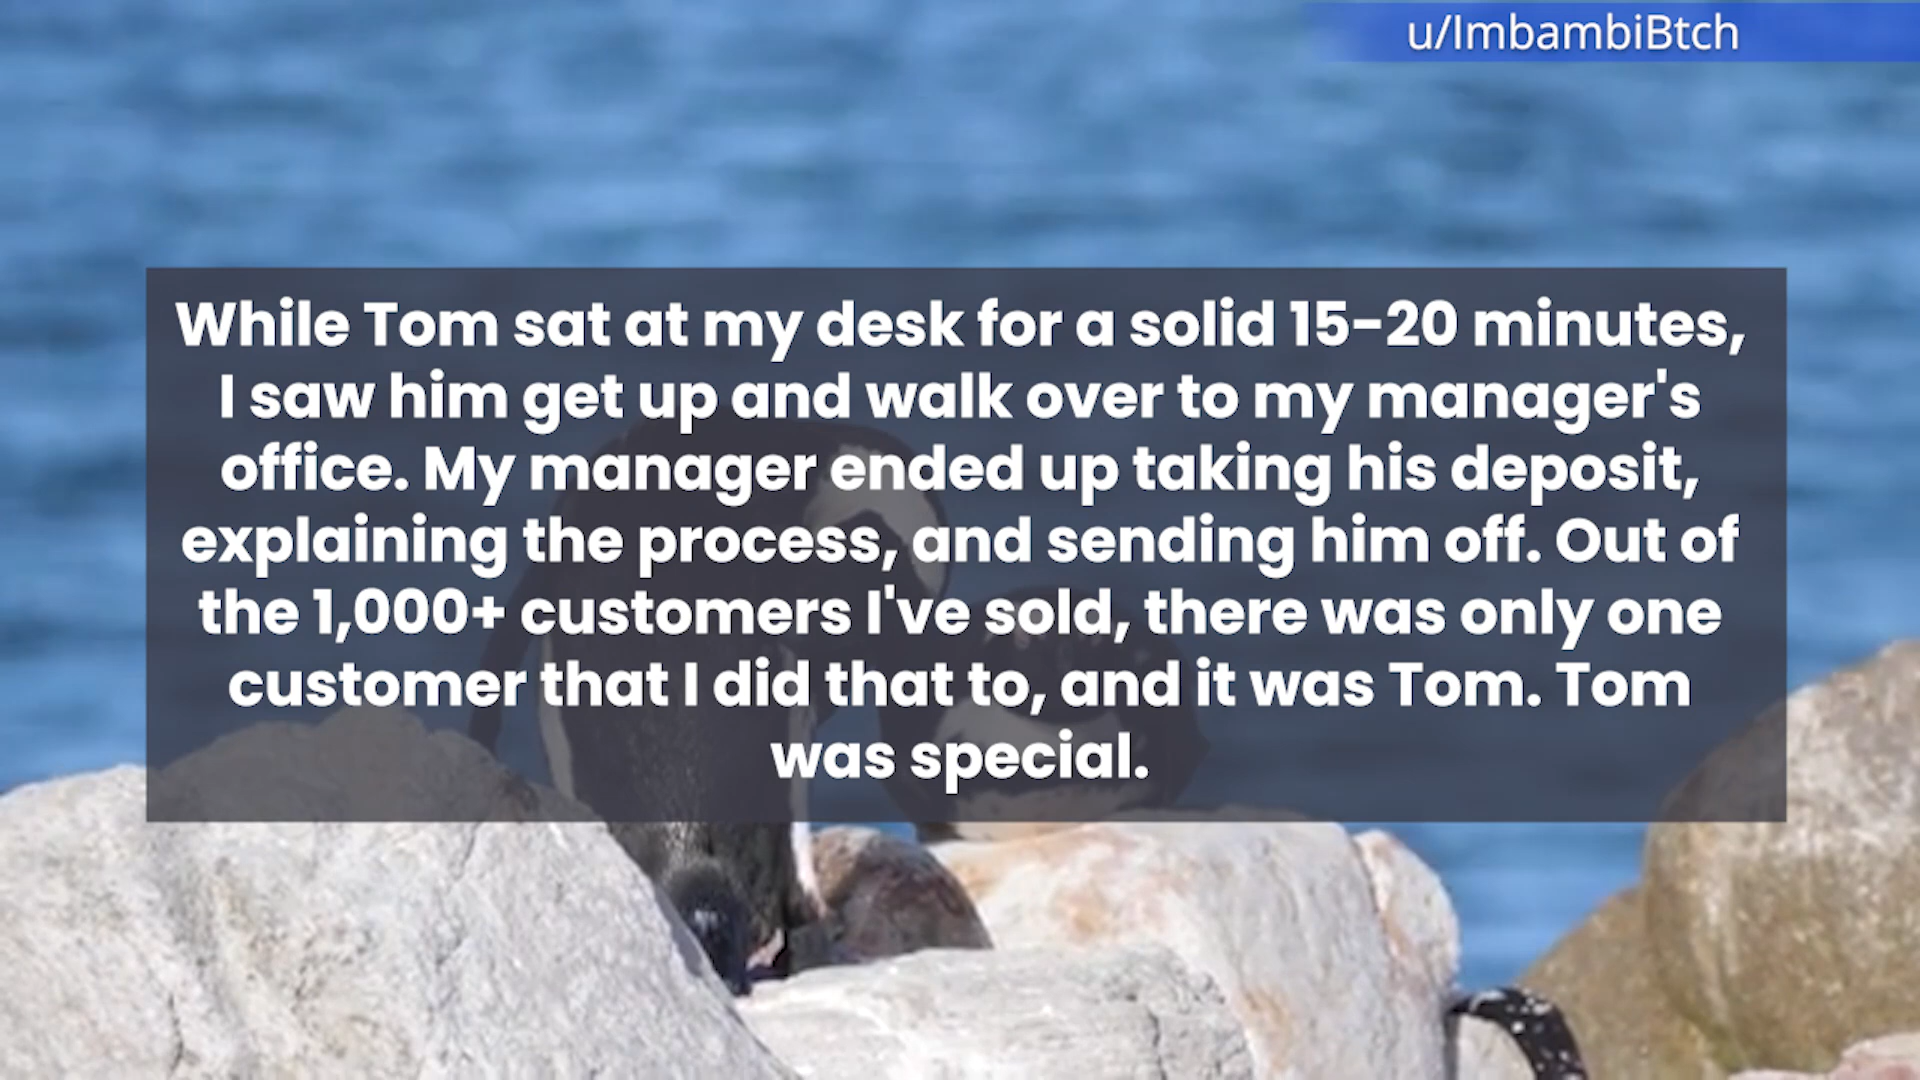 u/ImbambiBtch
While Tom sat at my desk for a solid 15-20 minutes,
I saw him get up and walk over to my manager's
office. My manager ended up taking his deposit,
explaining the process, and sending him off. Out of
the 1,000+ customers I've sold, there was only one
customer that I did that to, and it was Tom. Tom
was special.